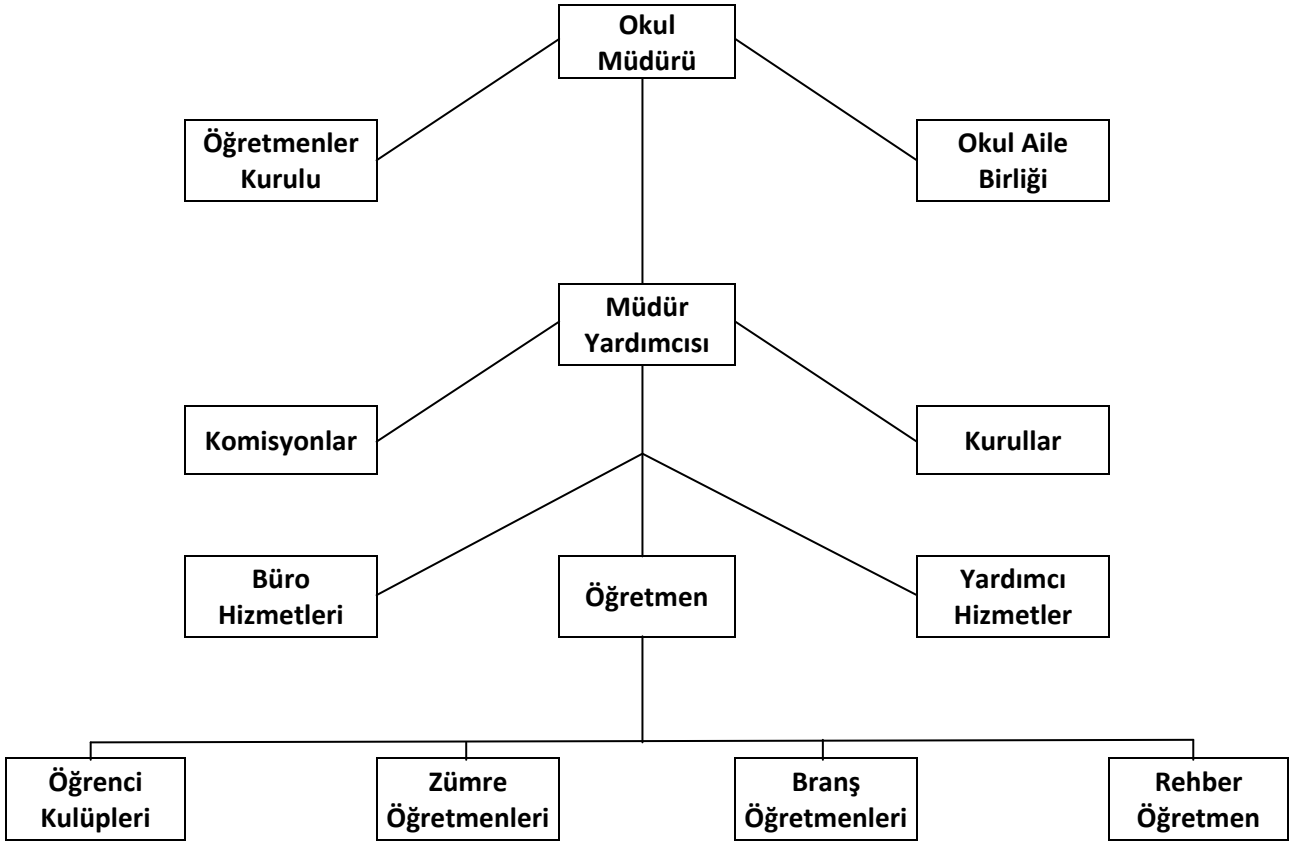 Okul
Müdürü
Öğretmenler
Kurulu
Okul Aile
Birliği
Müdür
Yardımcısı
Komisyonlar
Kurullar
Büro
Hizmetleri
Öğretmen
Yardımcı
Hizmetler
Öğrenci
Kulüpleri
Zümre
Öğretmenleri
Branş
Öğretmenleri
Rehber
Öğretmen